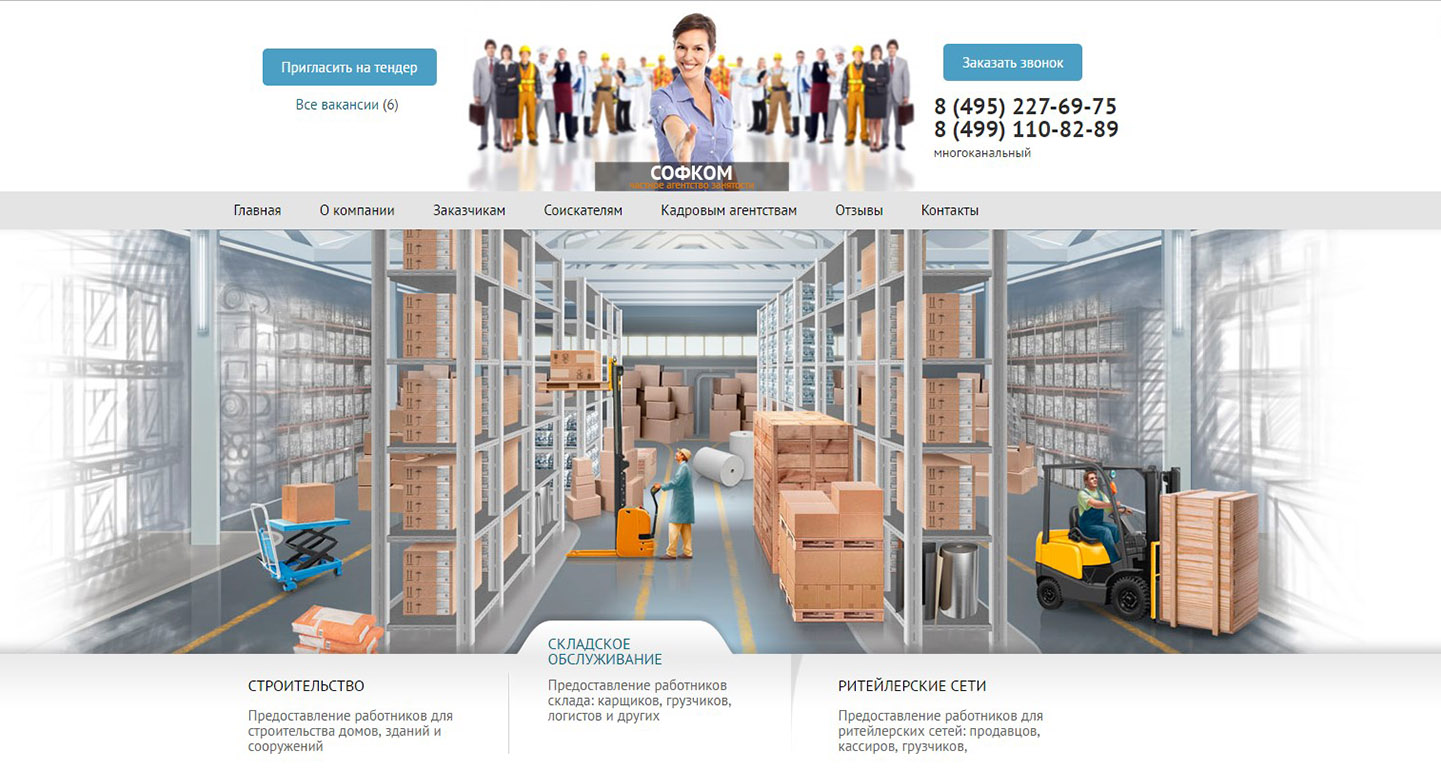 Пригласить на тендер
Все вакансии (6)
СОФКОМ
частное агентство занятости
Заказать звонок
8 (495) 227-69-75
8 (499) 110-82-89
многоканальный
Главная
О компании
Заказчикам
Соискателям
Кадровым агентствам
Отзывы
Контакты
СТРОИТЕЛЬСТВО
Предоставление работников для
строительства домов, зданий и
сооружений
СКЛАДСКОЕ
ОБСЛУЖИВАНИЕ
Предоставление работников
склада: карщиков, грузчиков,
логистов и других
РИТЕЙЛЕРСКИЕ СЕТИ
Предоставление работников для
ритейлерских сетей: продавцов,
кассиров, грузчиков,